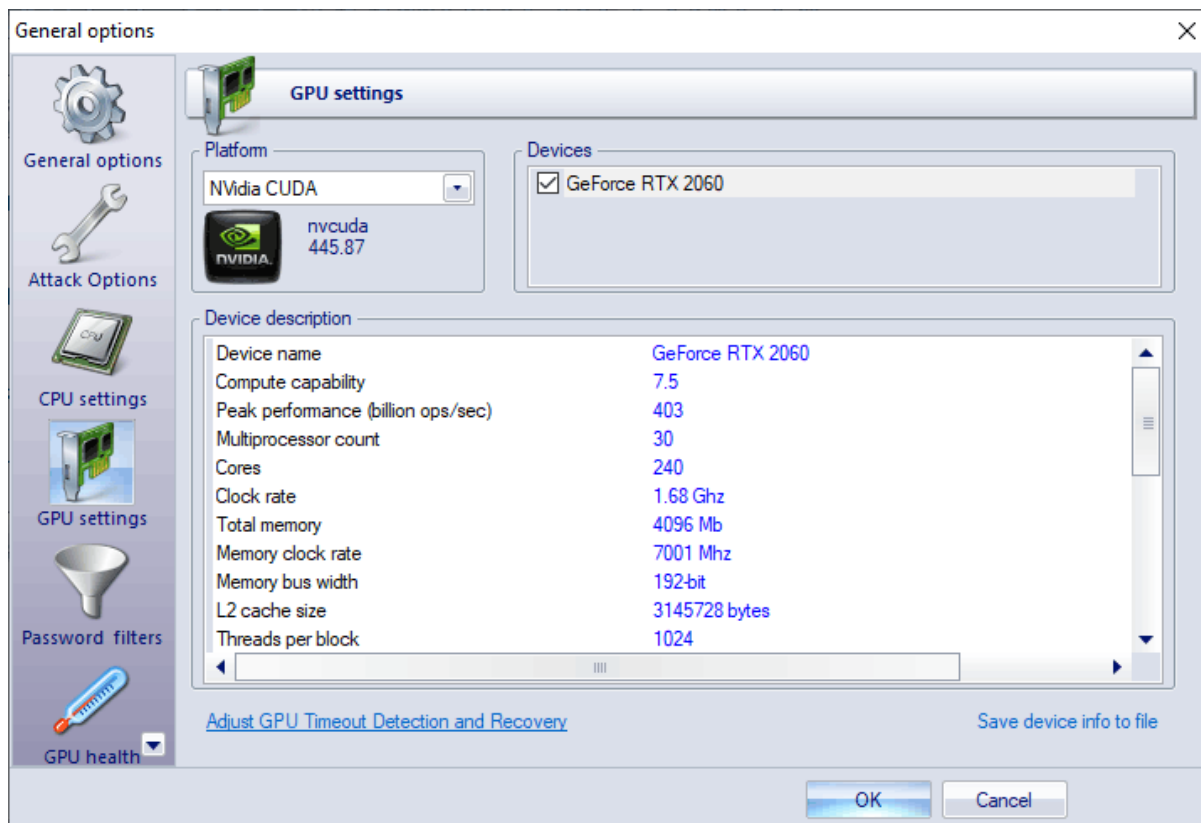 General options
General options
Attack Options
CPU
CPU settings
GPU settings
Password filters
GPU health
GPU settings
Platform
NVidia CUDA
NVIDIA.
nvcuda
445.87
Devices
GeForce RTX 2060
Device description
Device name GeForce RTX 2060
Compute capability 7.5
Peak performance (billion ops/sec) 403
Multiprocessor count 30
Cores 240
Clock rate 1.68 Ghz
Total memory 4096 Mb
Memory clock rate 7001 Mhz
Memory bus width 192-bit
L2 cache size 3145728 bytes
Threads per block 1024
Adjust GPU Timeout Detection and Recovery Save device info to file
OK Cancel